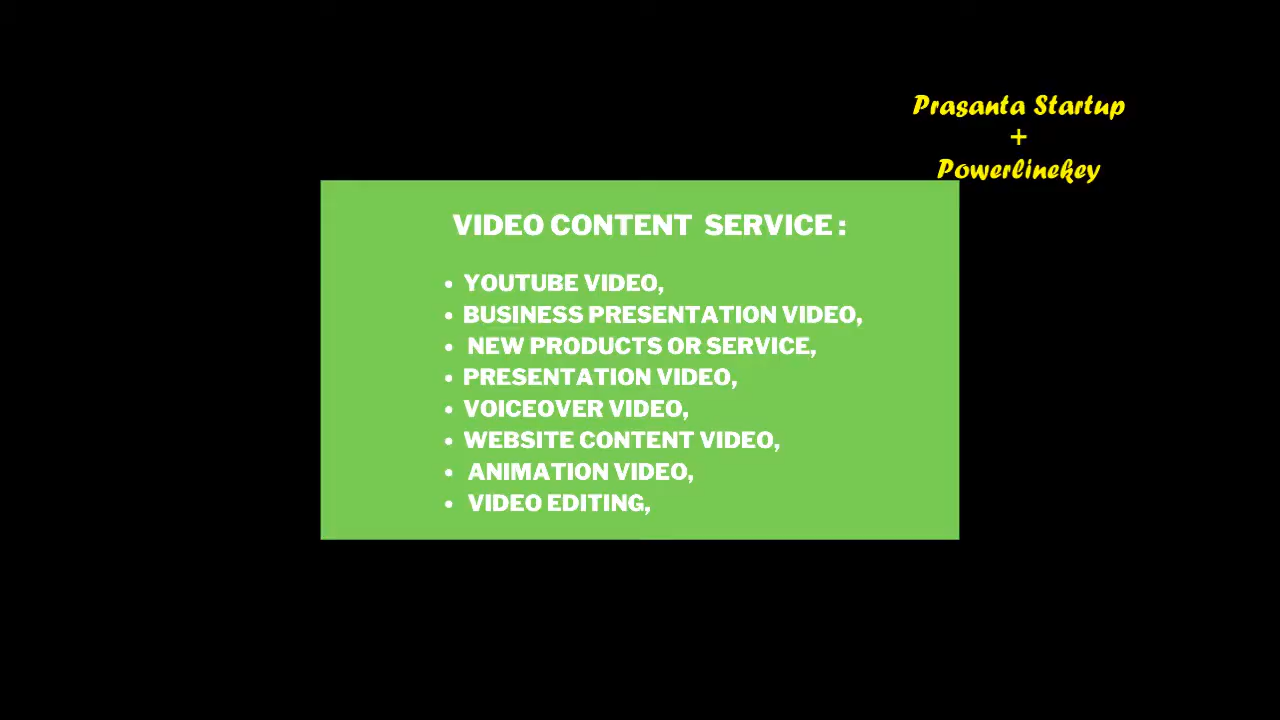 Prasanta Startup
+
Powerlinekey
VIDEO CONTENT SERVICE :
• YOUTUBE VIDEO,
• BUSINESS PRESENTATION VIDEO,
• NEW PRODUCTS OR SERVICE,
• PRESENTATION VIDEO,
• VOICEOVER VIDEO,
• WEBSITE CONTENT VIDEO,
• ANIMATION VIDEO,
• VIDEO EDITING,